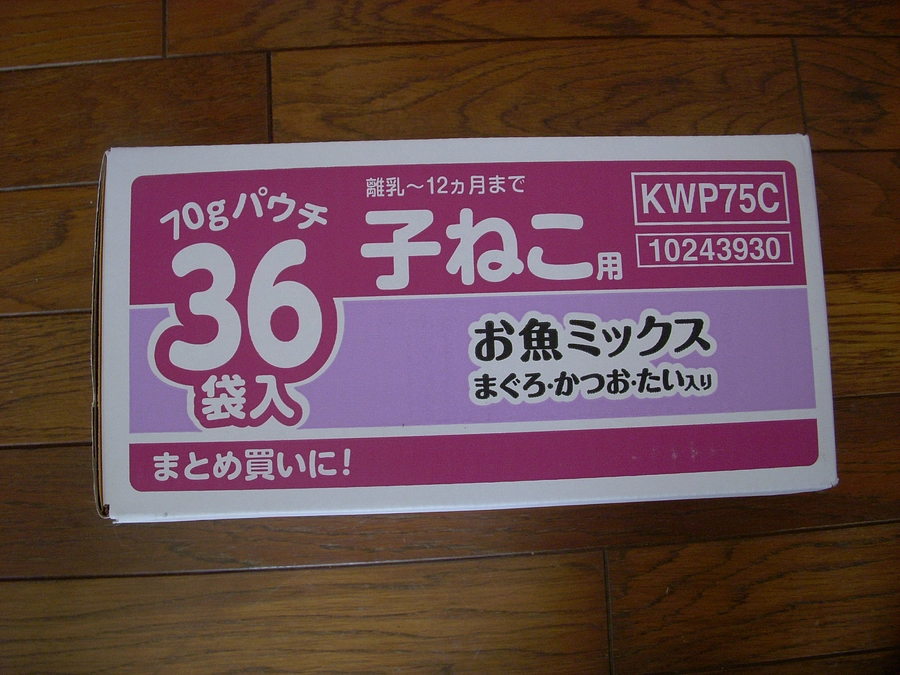 70gパウチ
36
袋入
離乳～12ヵ月まで
子ねこ用
KWP75C
10243930
お魚ミックス
まぐろ・かつお・たい入り
まとめ買いに!